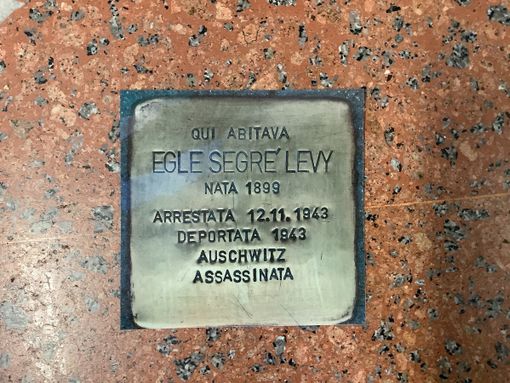 QUI ABITAVA
EGLE SEGRE' LEVY
NATA 1899
ARRESTATA 12.11.1943
DEPORTATA 1943
AUSCHWITZ
ASSASSINATA